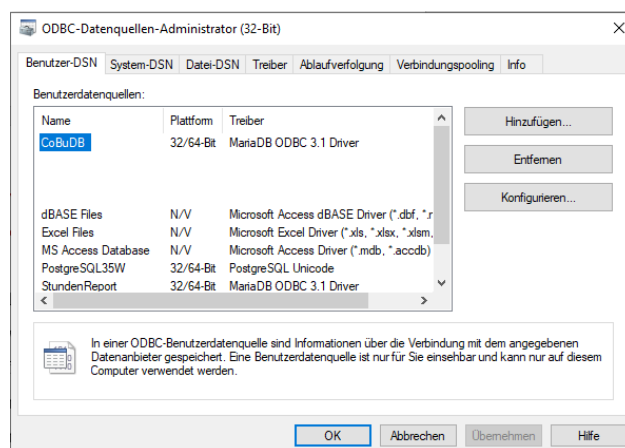 ODBC-Datenquellen-Administrator (32-Bit)
Benutzer-DSN System-DSN Datei-DSN Treiber Ablaufverfolgung Verbindungspooling Info
Benutzerdatenquellen:
Name Plattform Treiber
CoBuDB 32/64-Bit MariaDB ODBC 3.1 Driver
dBASE Files N/V Microsoft Access dBASE Driver (*.dbf, *.r
Excel Files N/V Microsoft Excel Driver (*.xls, *.xlsx, *.xlsm,
MS Access Database N/V Microsoft Access Driver (*.mdb, *.accdb)
PostgreSQL35W 32/64-Bit PostgreSQL Unicode
StundenReport 32/64-Bit MariaDB ODBC 3.1 Driver
Hinzufügen...
Entfernen
Konfigurieren...
In einer ODBC-Benutzerdatenquelle sind Informationen über die Verbindung mit dem angegebenen
Datenanbieter gespeichert. Eine Benutzerdatenquelle ist nur für Sie einsehbar und kann nur auf diesem
Computer verwendet werden.
OK Abbrechen Übernehmen Hilfe